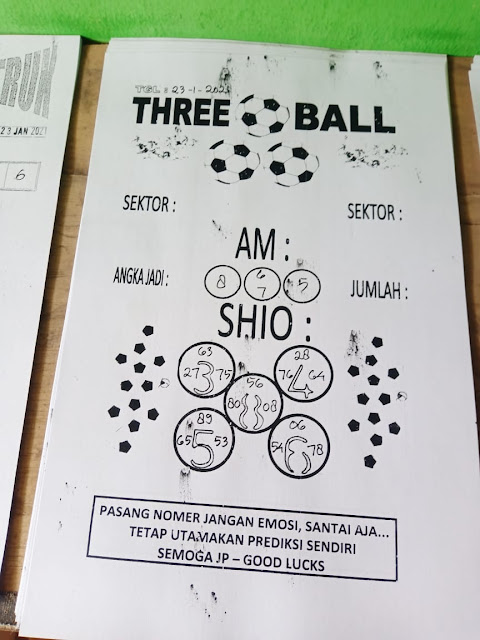 TRUK
23 JAN 2021
6
TGL : 23-1-2021
THREE BALL
SEKTOR :
SEKTOR :
AM :
ANGKA JADI :
8
6
7
5
JUMLAH :
SHIO :
63
27 3 75
28
76 4 64
56
80 08
89
65 5 53
06
54 6 78
PASANG NOMER JANGAN EMOSI, SANTAI AJA...
TETAP UTAMAKAN PREDIKSI SENDIRI
SEMOGA JP – GOOD LUCKS